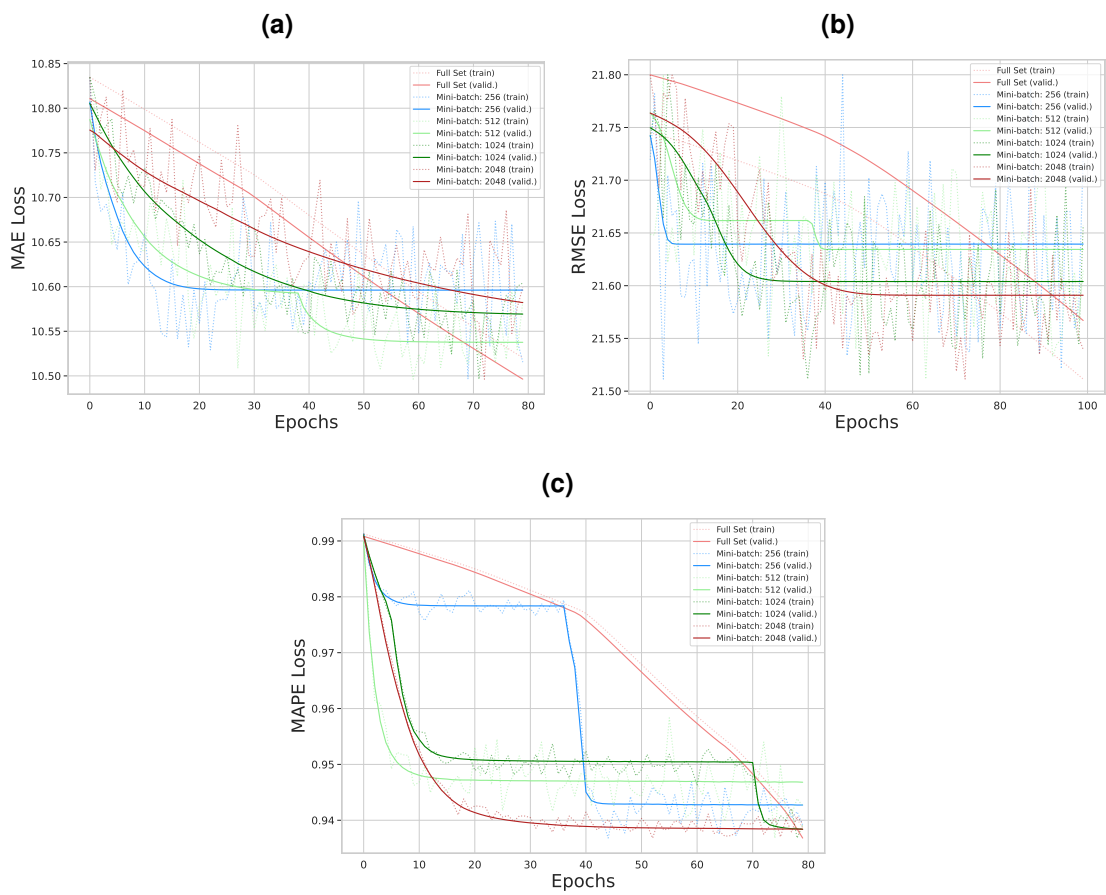 (a)
10.85
10.80
10.75
10.70
10.65
10.60
10.55
10.50
MAE Loss
0 10 20 30 40 50 60 70 80
Epochs
Full Set (train)
Full Set (valid.)
Mini-batch: 256 (train)
Mini-batch: 256 (valid.)
Mini-batch: 512 (train)
Mini-batch: 512 (valid.)
Mini-batch: 1024 (train)
Mini-batch: 1024 (valid.)
Mini-batch: 2048 (train)
Mini-batch: 2048 (valid.)
(b)
21.80
21.75
21.70
21.65
21.60
21.55
21.50
RMSE Loss
0 20 40 60 80 100
Epochs
Full Set (train)
Full Set (valid.)
Mini-batch: 256 (train)
Mini-batch: 256 (valid.)
Mini-batch: 512 (train)
Mini-batch: 512 (valid.)
Mini-batch: 1024 (train)
Mini-batch: 1024 (valid.)
Mini-batch: 2048 (train)
Mini-batch: 2048 (valid.)
(c)
0.99
0.98
0.97
0.96
0.95
0.94
MAPE Loss
0 10 20 30 40 50 60 70 80
Epochs
Full Set (train)
Full Set (valid.)
Mini-batch: 256 (train)
Mini-batch: 256 (valid.)
Mini-batch: 512 (train)
Mini-batch: 512 (valid.)
Mini-batch: 1024 (train)
Mini-batch: 1024 (valid.)
Mini-batch: 2048 (train)
Mini-batch: 2048 (valid.)